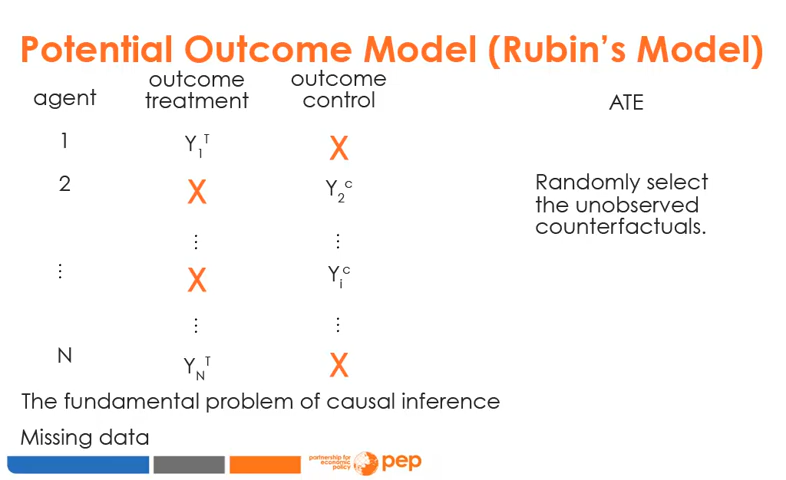 Potential Outcome Model (Rubin's Model)
agent
outcome
treatment
outcome
control
ATE
1
Y₁ᵀ
X
2
X
Y₂ᶜ
Randomly select
the unobserved
counterfactuals.
⋮
⋮
⋮
X
Yᵢᶜ
⋮
⋮
N
Y_Nᵀ
X
The fundamental problem of causal inference
Missing data
partnership for
economic
policy
pep